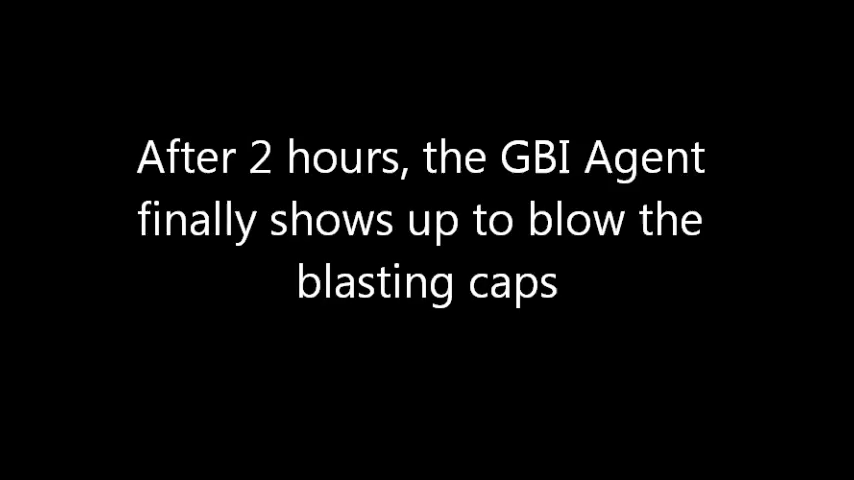 After 2 hours, the GBI Agent
finally shows up to blow the
blasting caps